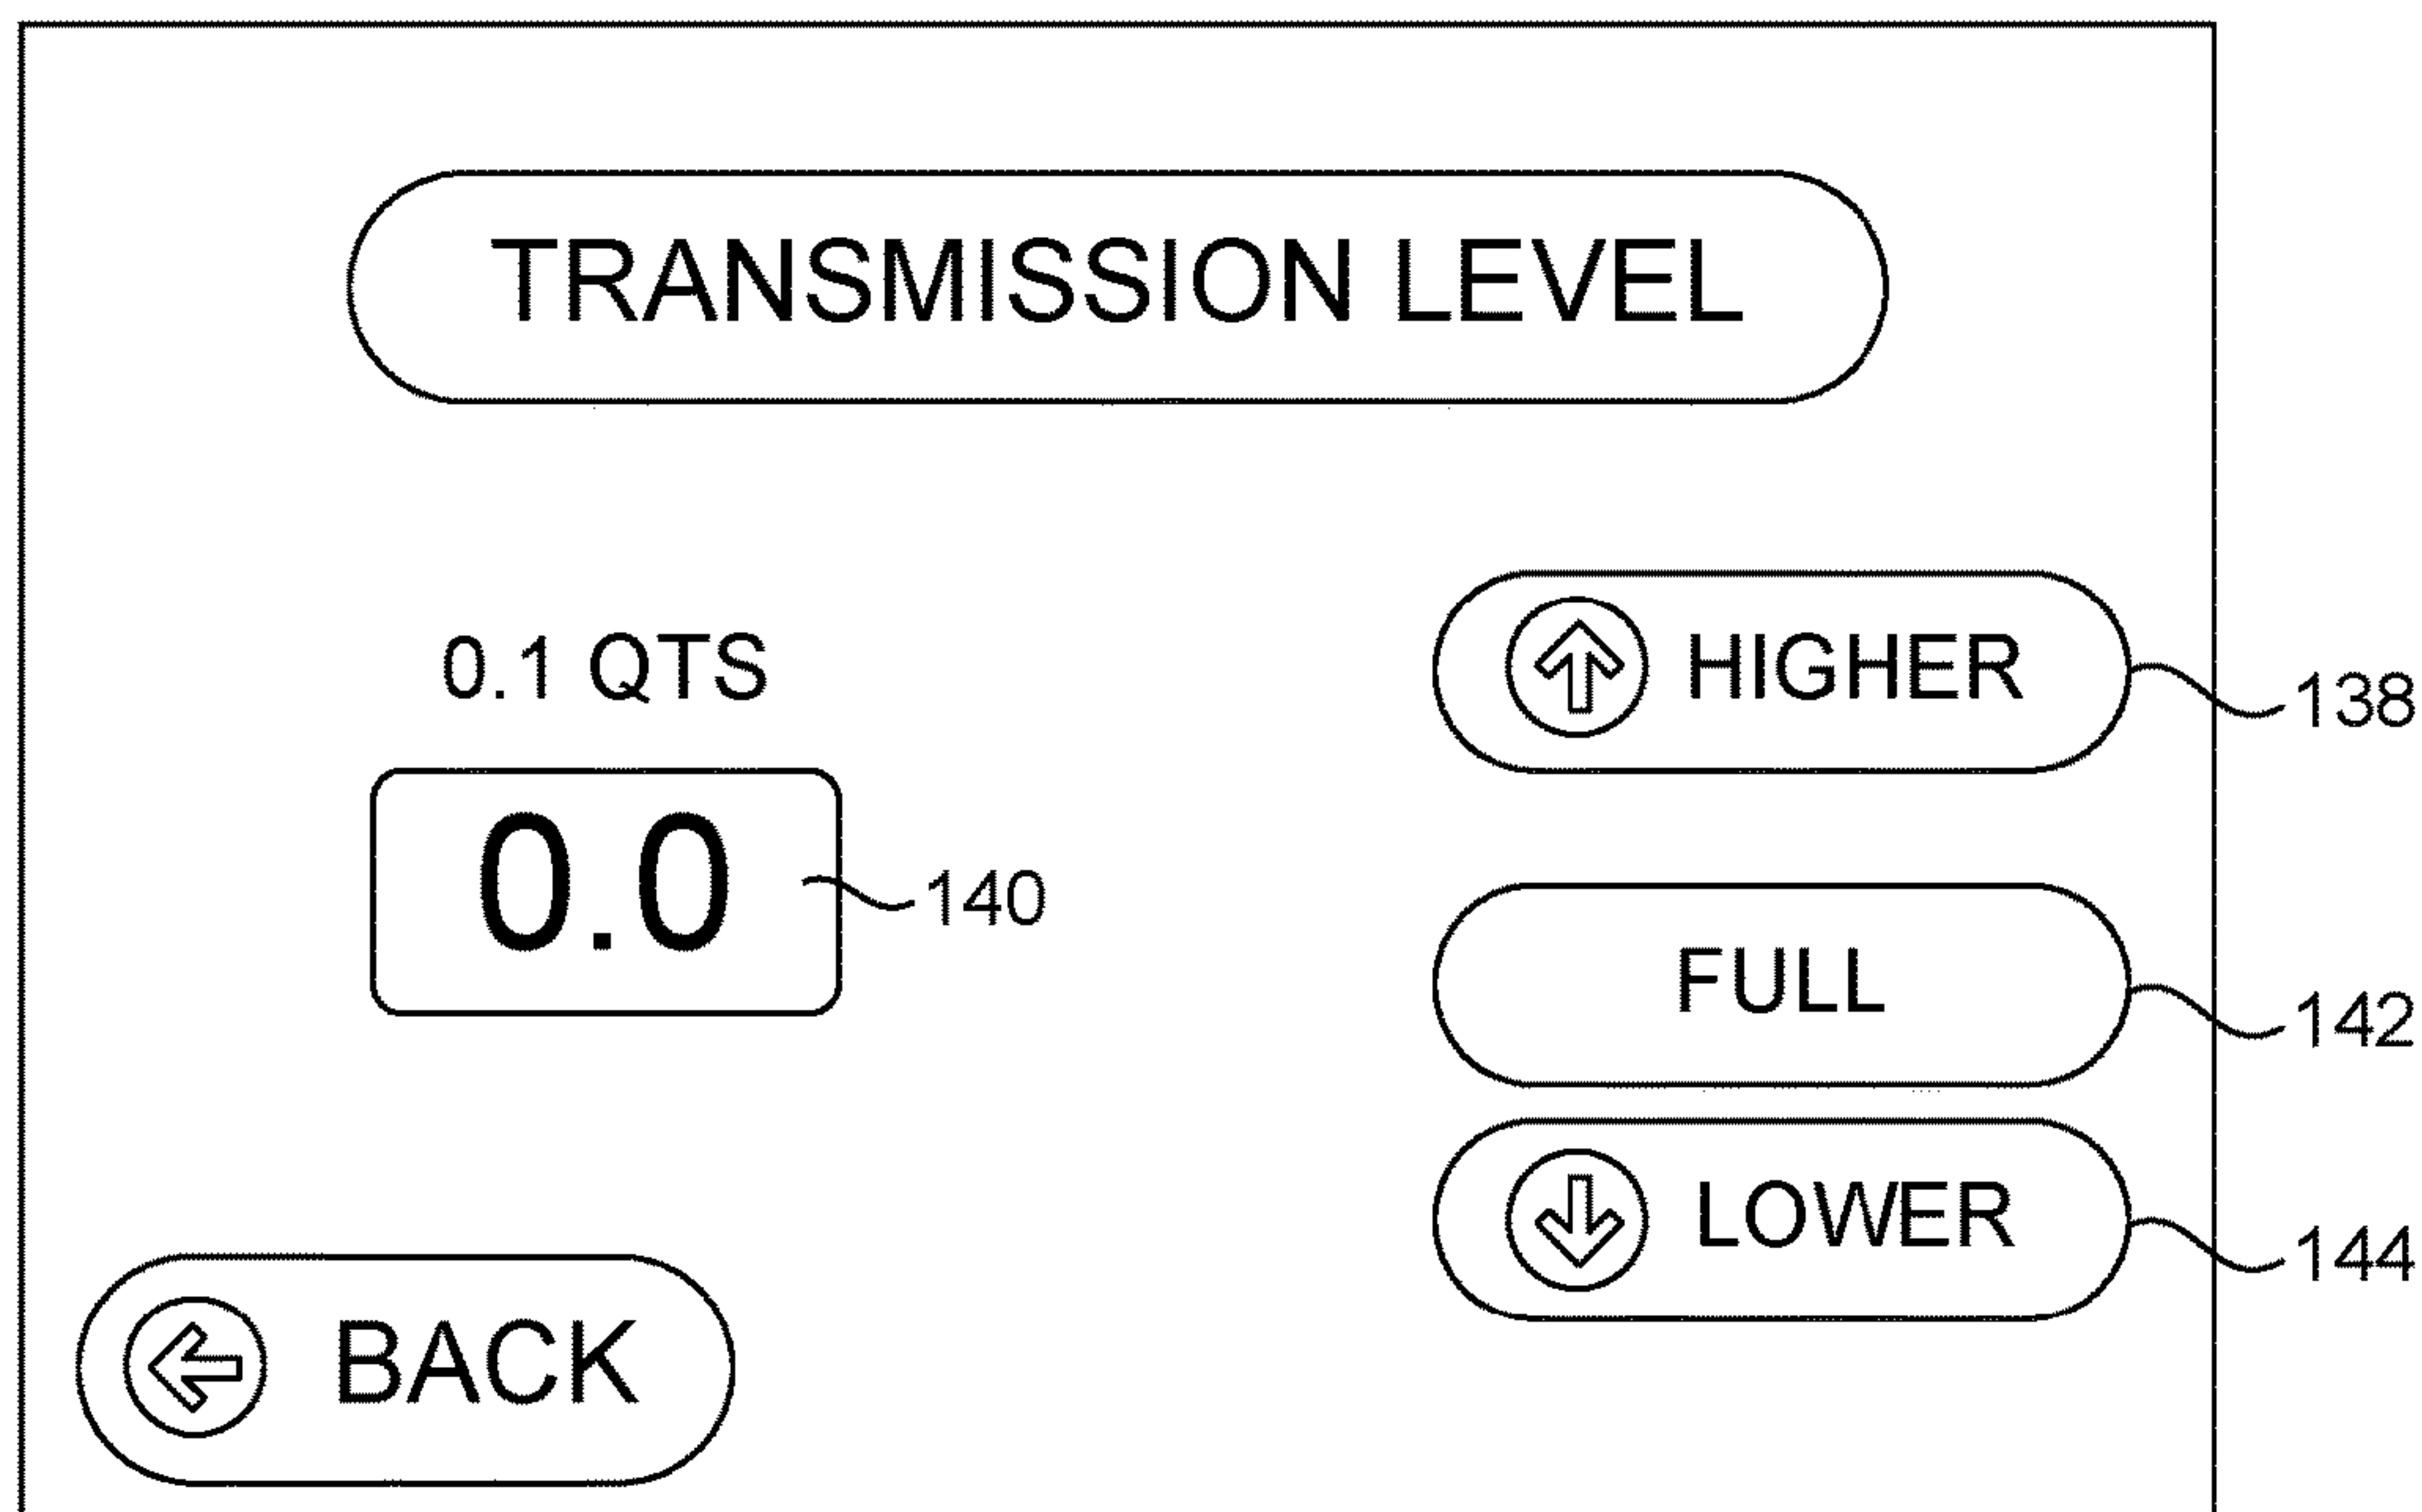 TRANSMISSION LEVEL
0.1 QTS
HIGHER
138
0.0
140
FULL
142
LOWER
144
BACK